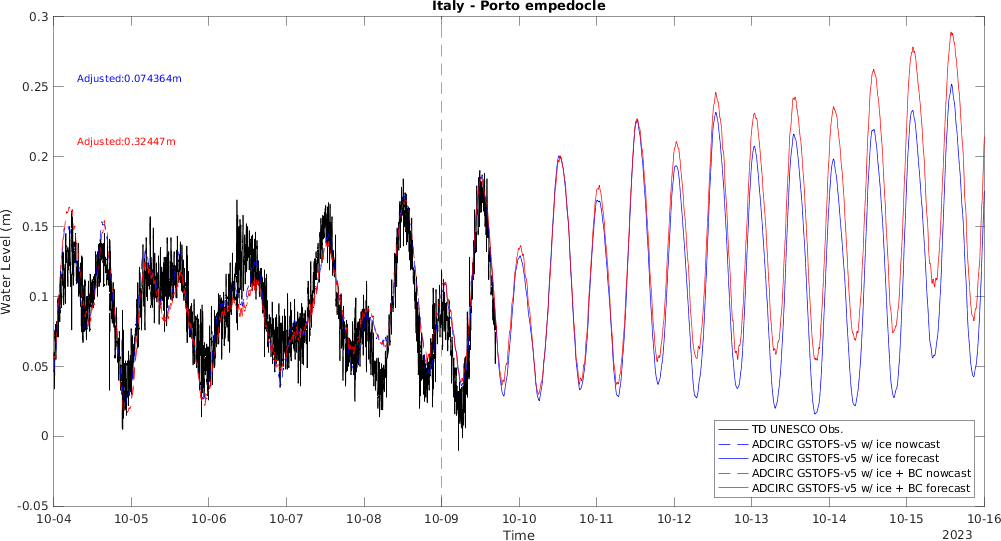 Italy - Porto empedocle
0.3
0.25
0.2
0.15
0.1
0.05
0
-0.05
Water Level (m)
Adjusted:0.074364m
Adjusted:0.32447m
TD UNESCO Obs.
ADCIRC GSTOFS-v5 w/ ice nowcast
ADCIRC GSTOFS-v5 w/ ice forecast
ADCIRC GSTOFS-v5 w/ ice + BC nowcast
ADCIRC GSTOFS-v5 w/ ice + BC forecast
10-04 10-05 10-06 10-07 10-08 10-09 10-10 10-11 10-12 10-13 10-14 10-15 10-16
Time
2023